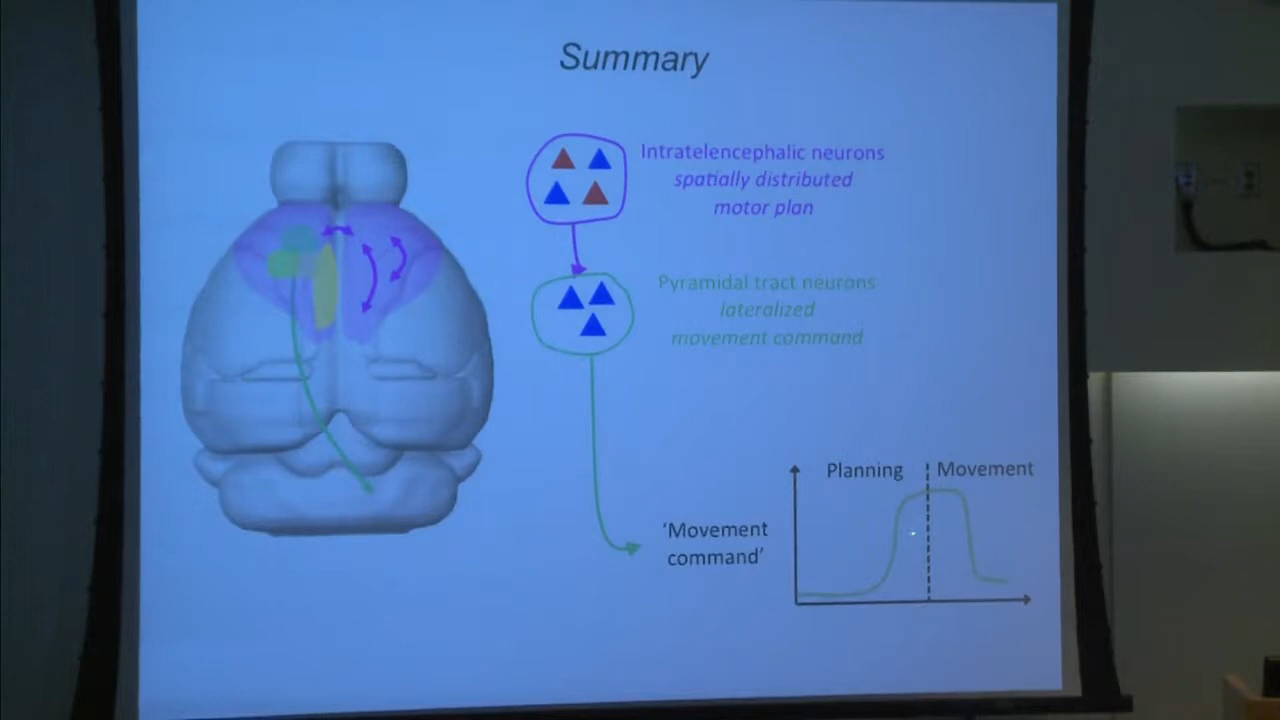 Summary
Intratelencephalic neurons
spatially distributed
motor plan
Pyramidal tract neurons
lateralized
movement command
Planning
Movement
‘Movement
command’